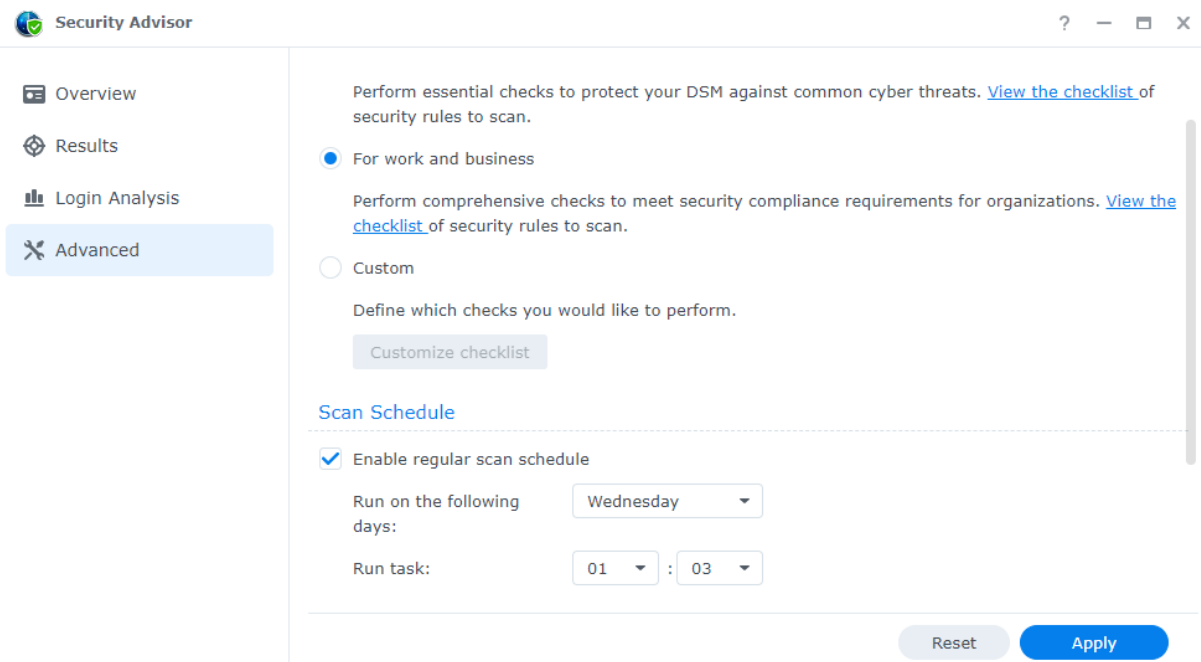 Security Advisor
?
Overview
Results
Login Analysis
Advanced
Perform essential checks to protect your DSM against common cyber threats. View the checklist of
security rules to scan.
For work and business
Perform comprehensive checks to meet security compliance requirements for organizations. View the
checklist of security rules to scan.
Custom
Define which checks you would like to perform.
Customize checklist
Scan Schedule
Enable regular scan schedule
Run on the following
days:
Wednesday
Run task:
01 : 03
Reset
Apply